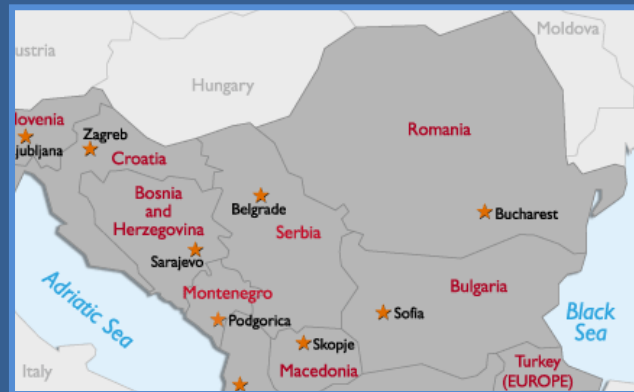 Moldova
ustria
Hungary
lovenia
Zagreb
Romania
jubljana
Croatia
Bosnia
and
Herzegovina
Belgrade
Bucharest
Serbia
Sarajevo
Montenegro
Bulgaria
Adriatic Sea
Podgorica
Sofia
Black
Sea
Skopje
Italy
Macedonia
Turkey
(EUROPE)